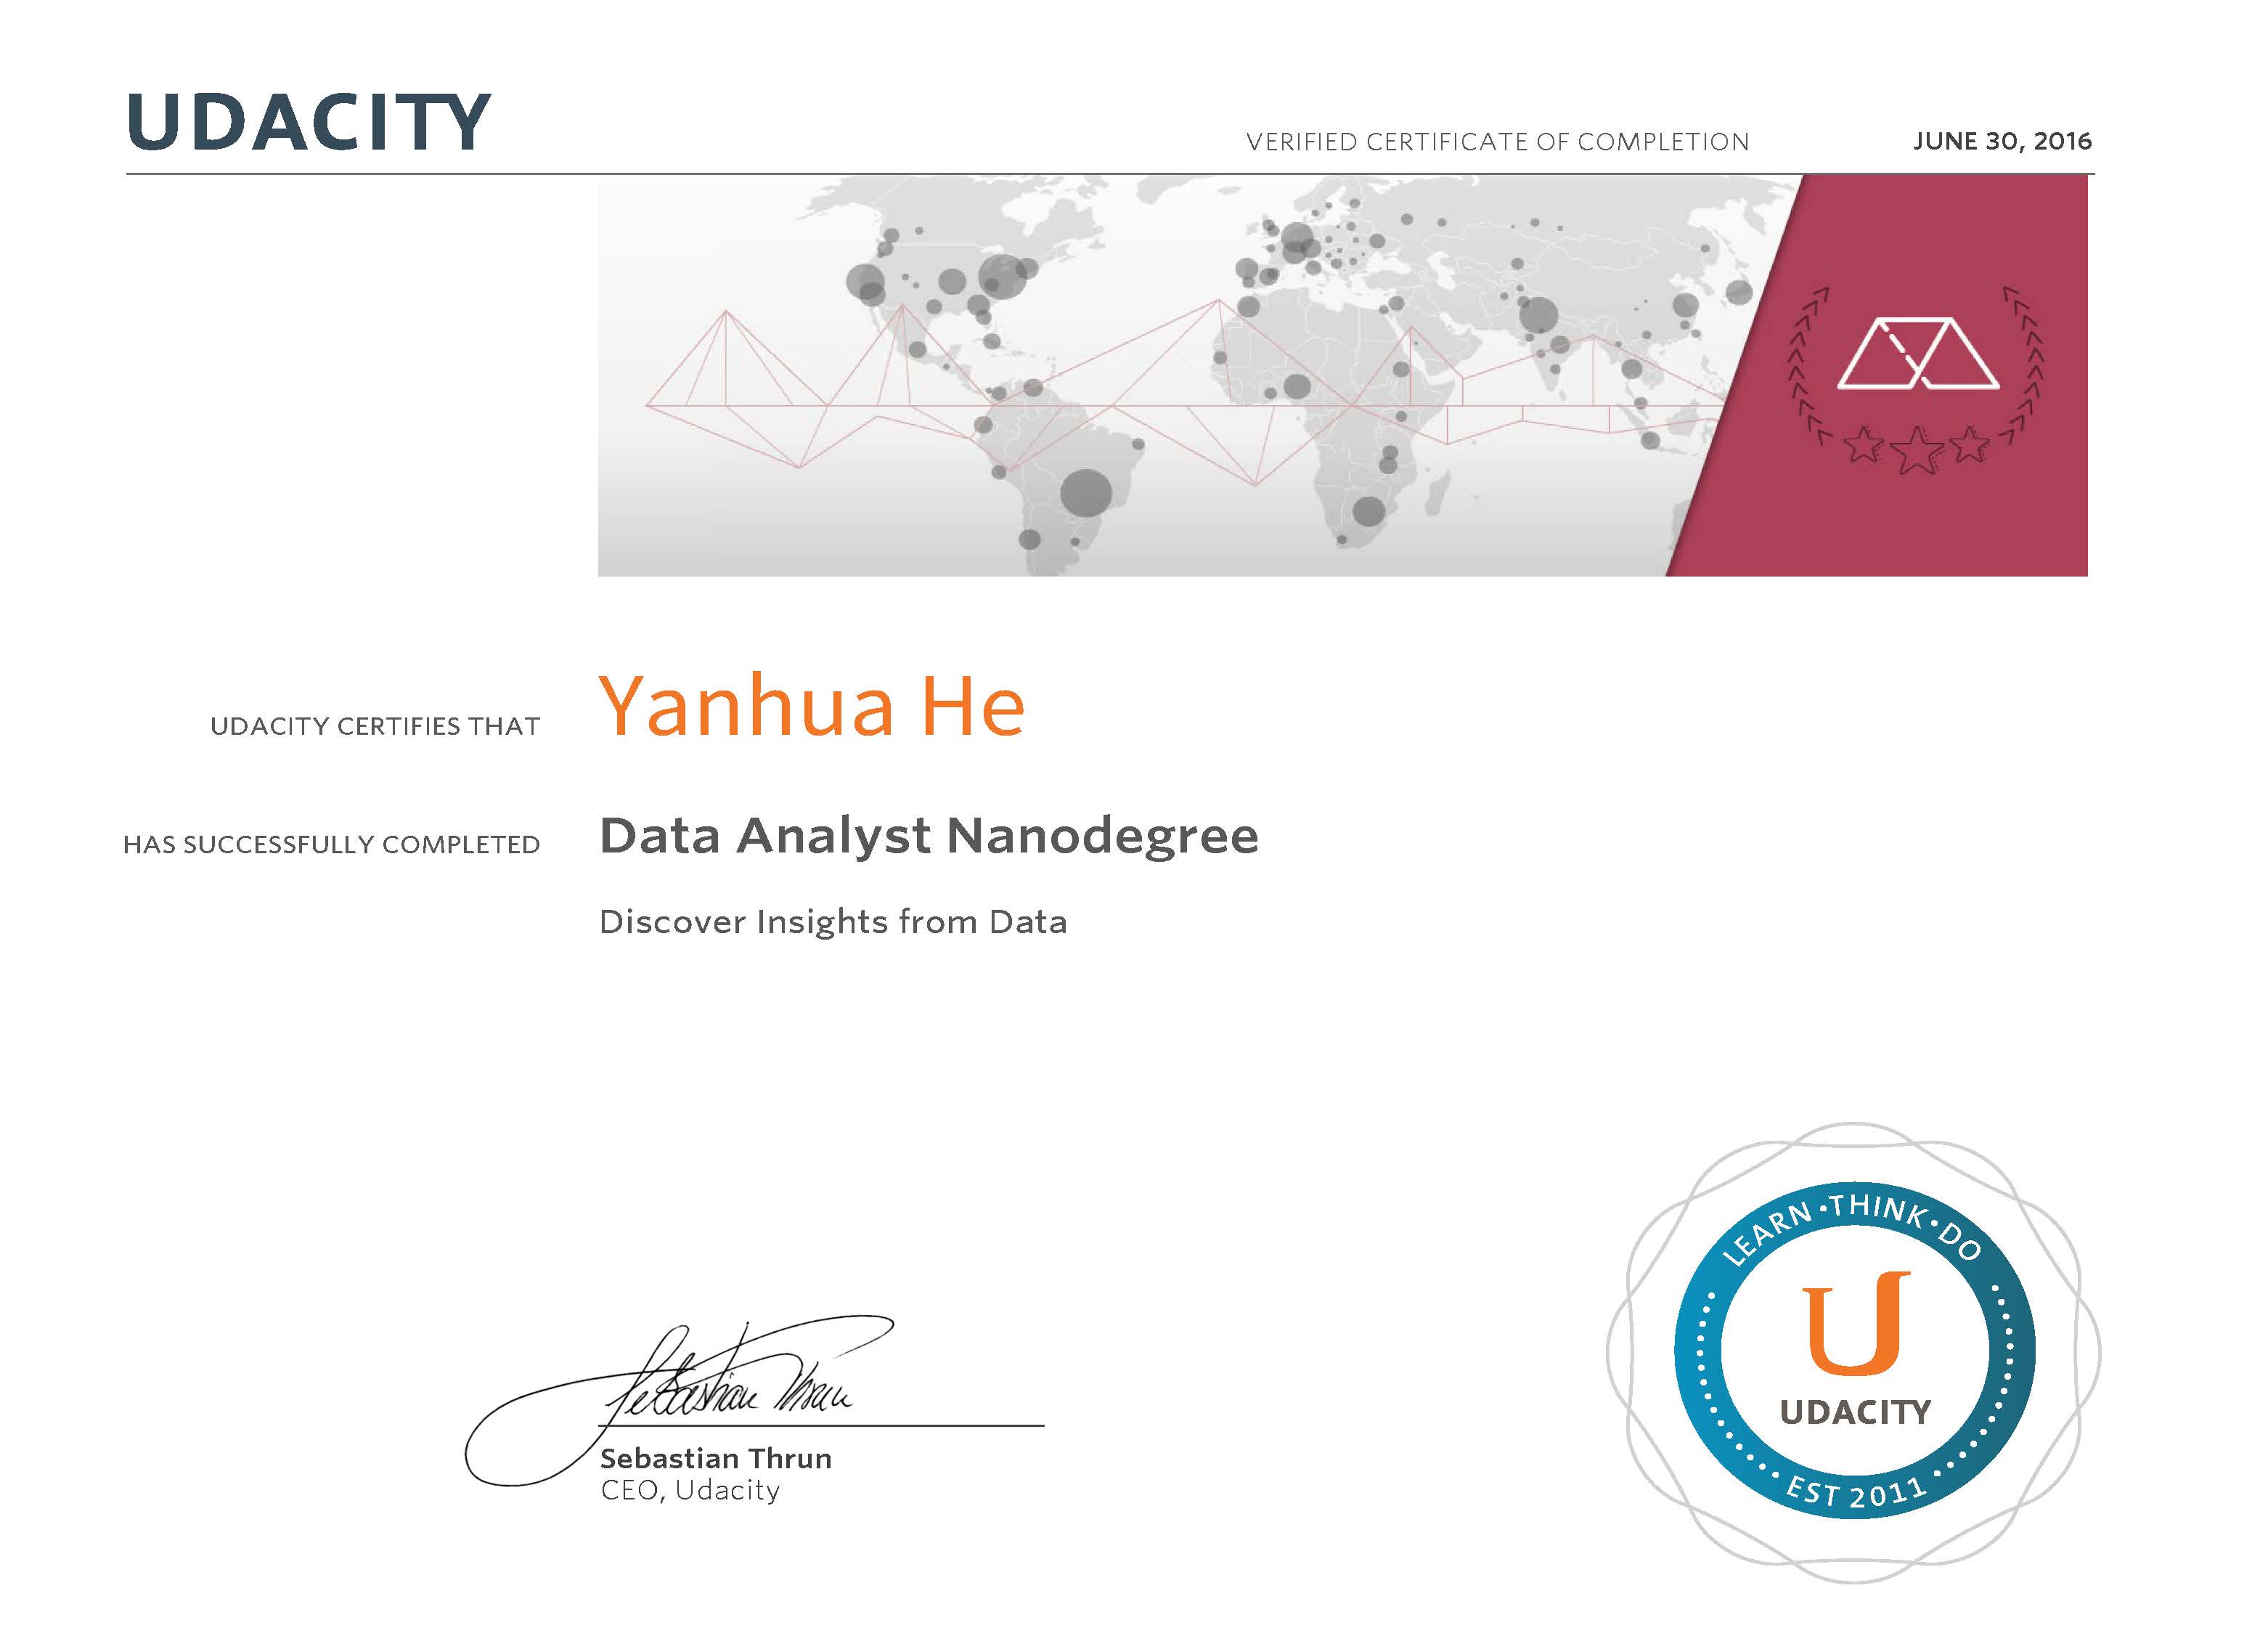 UDACITY
VERIFIED CERTIFICATE OF COMPLETION
JUNE 30, 2016
UDACITY CERTIFIES THAT
Yanhua He
HAS SUCCESSFULLY COMPLETED
Data Analyst Nanodegree
Discover Insights from Data
Sebastian Thrun
Sebastian Thrun
CEO, Udacity
LEARN • THINK • DO
U
UDACITY
EST 2011